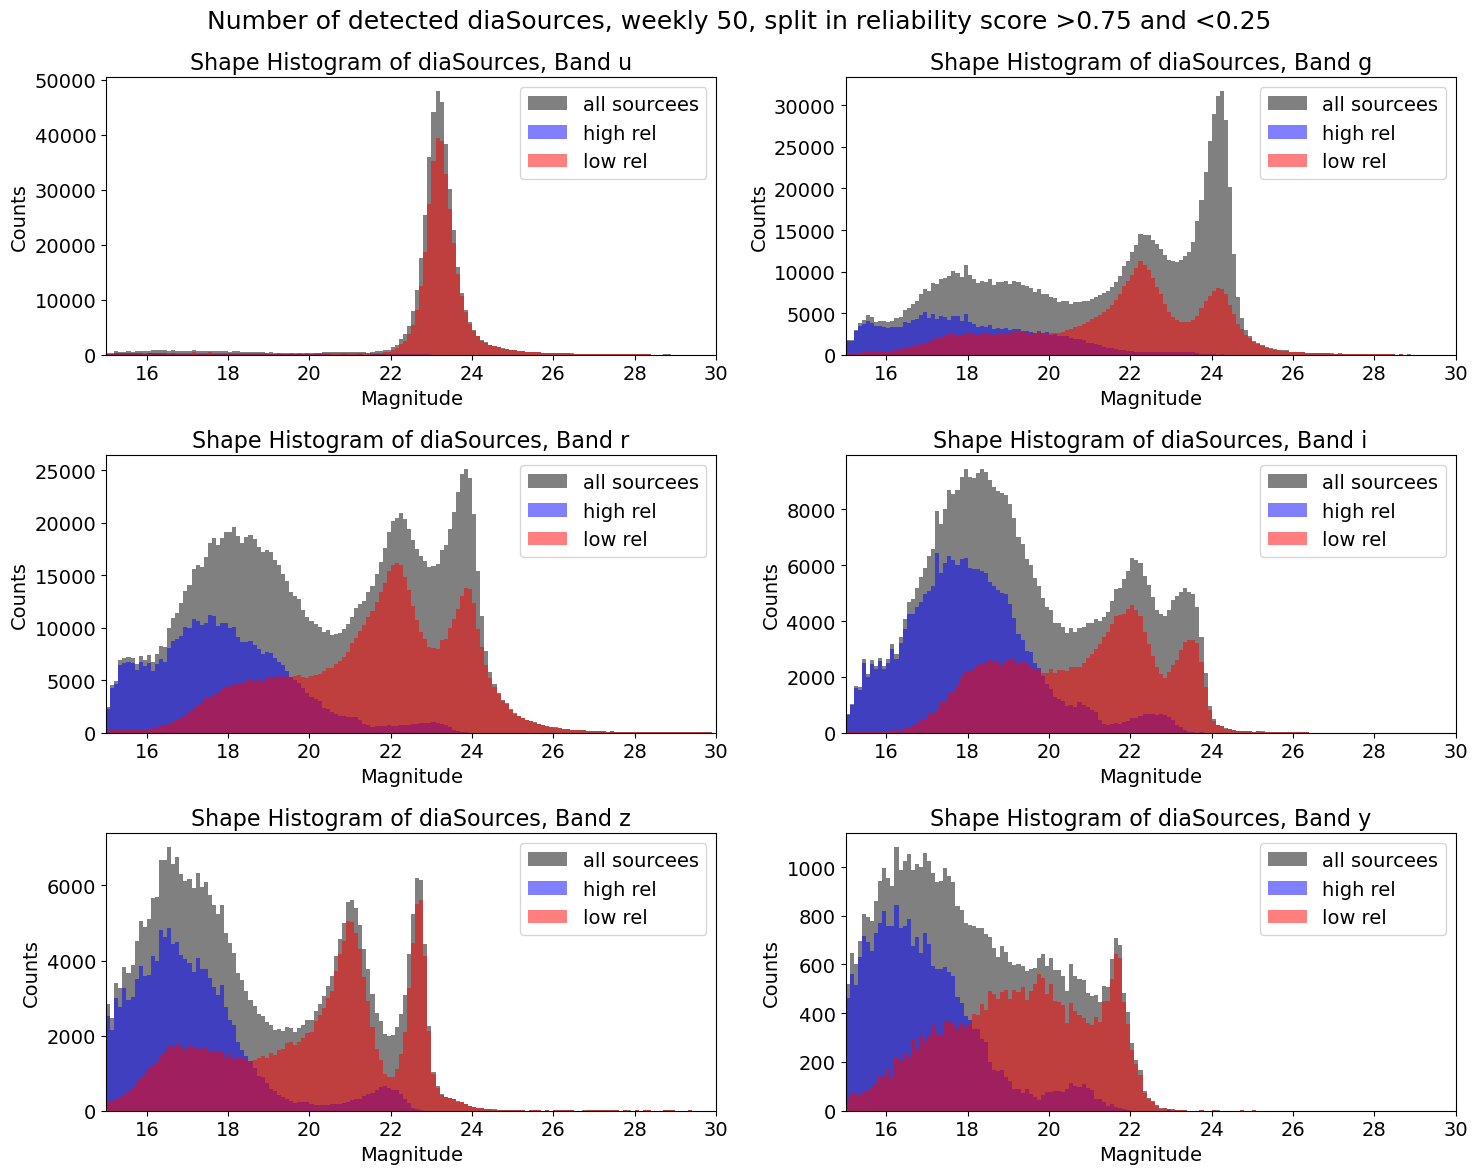 Number of detected diaSources, weekly 50, split in reliability score >0.75 and <0.25
Shape Histogram of diaSources, Band u
50000
40000
30000
20000
10000
0
Counts
all sourcees
high rel
low rel
16 18 20 22 24 26 28 30
Magnitude
Shape Histogram of diaSources, Band g
30000
25000
20000
15000
10000
5000
0
Counts
all sourcees
high rel
low rel
16 18 20 22 24 26 28 30
Magnitude
Shape Histogram of diaSources, Band r
25000
20000
15000
10000
5000
0
Counts
all sourcees
high rel
low rel
16 18 20 22 24 26 28 30
Magnitude
Shape Histogram of diaSources, Band i
8000
6000
4000
2000
0
Counts
all sourcees
high rel
low rel
16 18 20 22 24 26 28 30
Magnitude
Shape Histogram of diaSources, Band z
6000
4000
2000
0
Counts
all sourcees
high rel
low rel
16 18 20 22 24 26 28 30
Magnitude
Shape Histogram of diaSources, Band y
1000
800
600
400
200
0
Counts
all sourcees
high rel
low rel
16 18 20 22 24 26 28 30
Magnitude